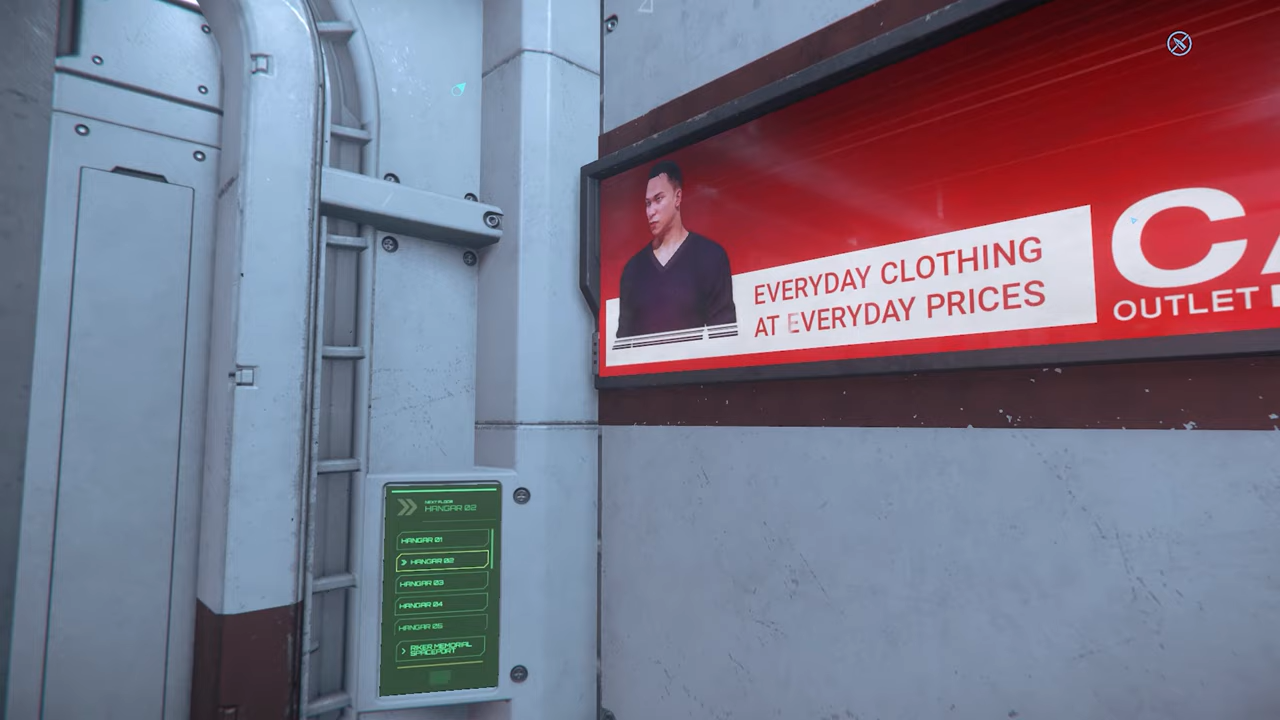 EVERYDAY CLOTHING
AT EVERYDAY PRICES
CA
OUTLET
NEXT FLOOR
HANGAR 02
HANGAR 01
HANGAR 02
HANGAR 03
HANGAR 04
HANGAR 05
RIKER MEMORIAL
SPACEPORT